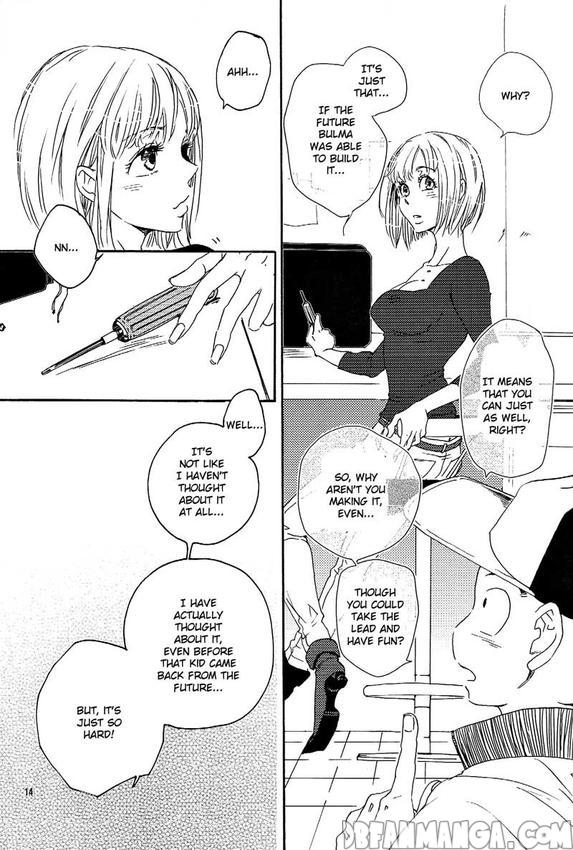 WHY?
IT'S
JUST
THAT...
IF THE
FUTURE
BULMA
WAS ABLE
TO BUILD
IT...
IT MEANS
THAT YOU
CAN JUST
AS WELL,
RIGHT?
SO, WHY
AREN'T YOU
MAKING IT,
EVEN...
THOUGH
YOU COULD
TAKE THE
LEAD AND
HAVE FUN?
AHH...
NN...
WELL...
IT'S
NOT LIKE
I HAVEN'T
THOUGHT
ABOUT IT
AT ALL...
I HAVE
ACTUALLY
THOUGHT
ABOUT IT,
EVEN BEFORE
THAT KID CAME
BACK FROM
THE FUTURE...
BUT, IT'S
JUST SO
HARD!
14
DBFANMANGA.COM